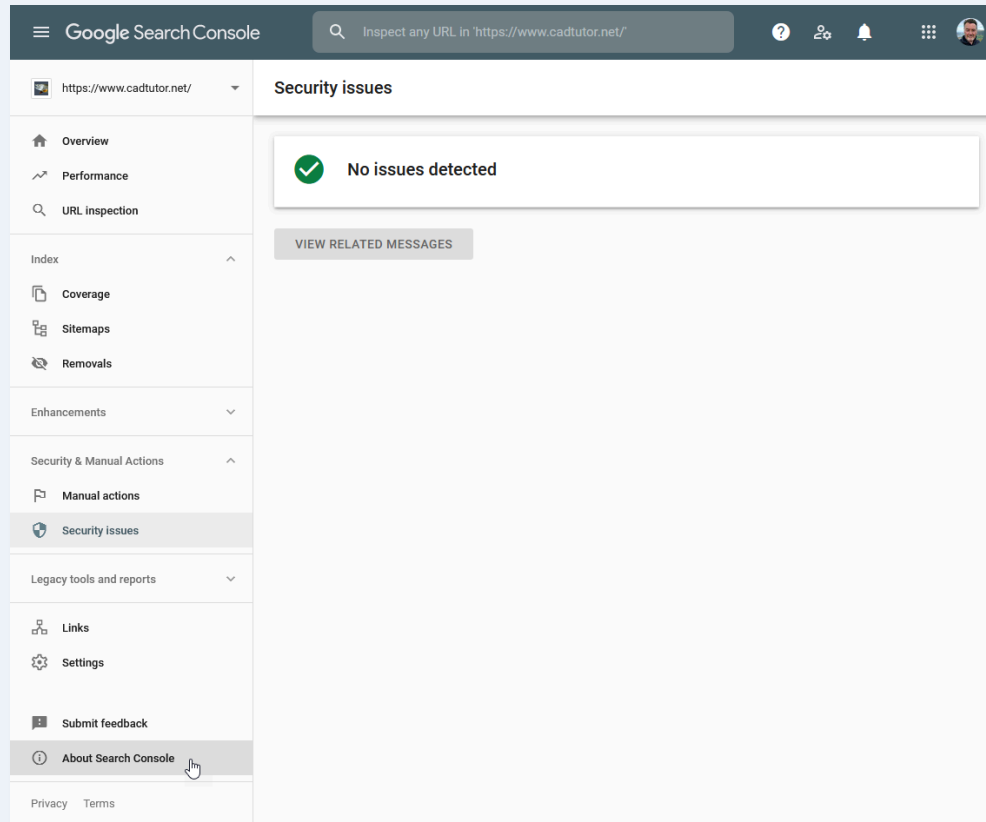 Google Search Console
Inspect any URL in 'https://www.cadtutor.net/'
https://www.cadtutor.net/
Security issues
Overview
Performance
URL inspection
Index
Coverage
Sitemaps
Removals
Enhancements
Security & Manual Actions
Manual actions
Security issues
Legacy tools and reports
Links
Settings
Submit feedback
About Search Console
Privacy Terms
No issues detected
VIEW RELATED MESSAGES